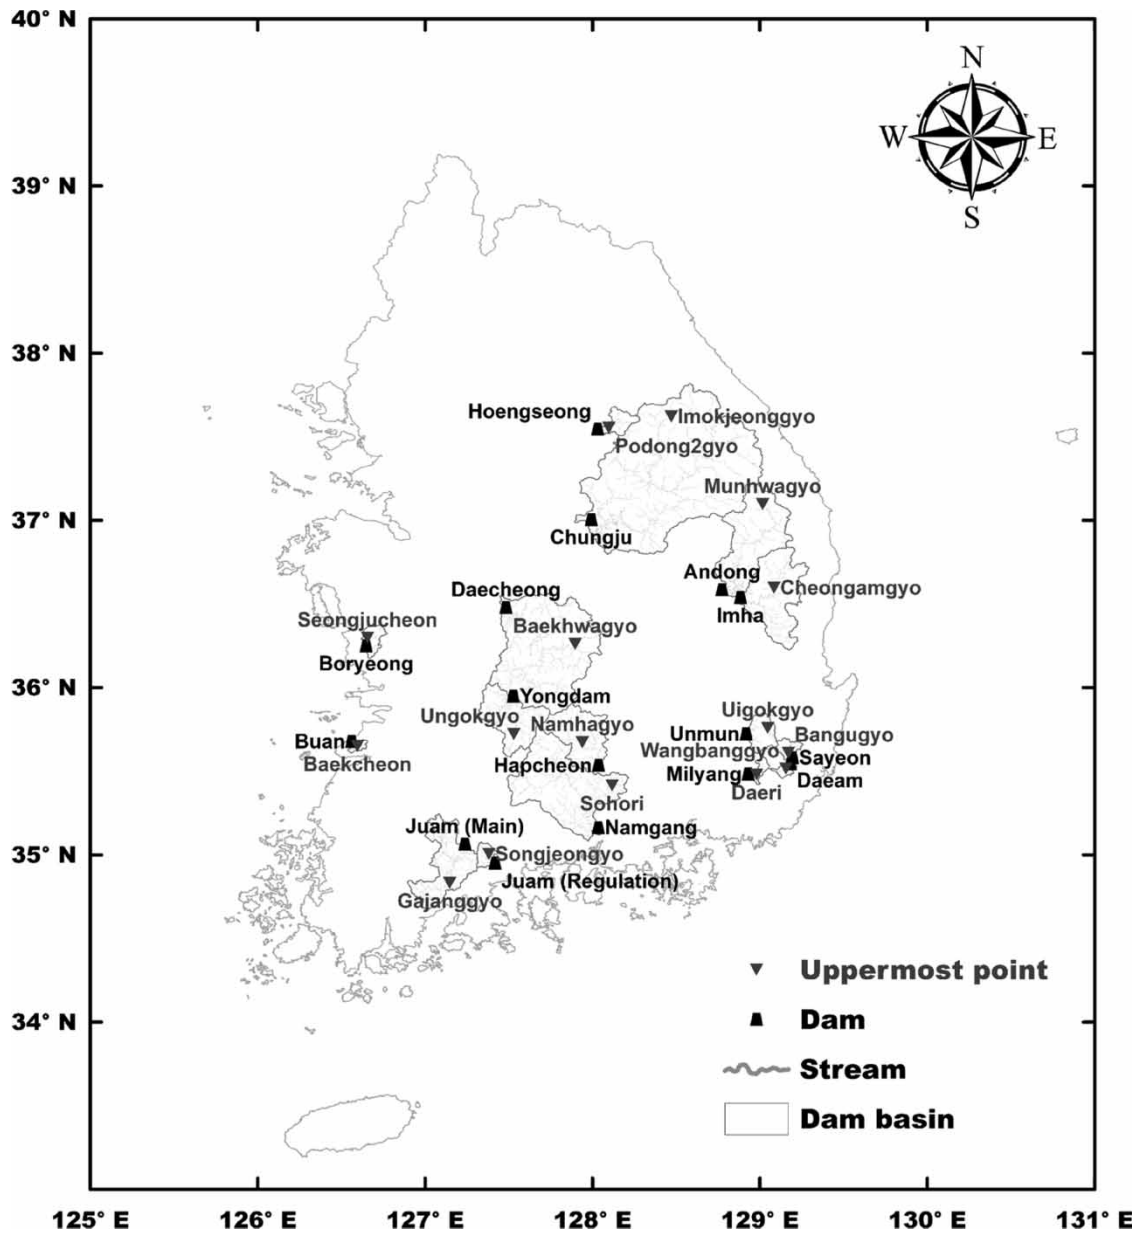 40° N
N
W
E
S
39° N
38° N
Hoengseong
Imokjeonggyo
Podong2gyo
Munhwagyo
37° N
Chungju
Andong
Daecheong
Cheongamgyo
Imha
Seongjucheon
Baekhwagyo
Boryeong
36° N
Yongdam
Ungokgyo
Namhagyo
Uigokgyo
Unmun
Bangugyo
Buan
Wangbanggyo
Sayeon
Baekcheon
Hapcheon
Milyang
Daeam
Daeri
Sohori
Juam (Main)
Namgang
35° N
Songjeongyo
Juam (Regulation)
Gajanggyo
Uppermost point
34° N
Dam
Stream
Dam basin
125° E
126° E
127° E
128° E
129° E
130° E
131° E